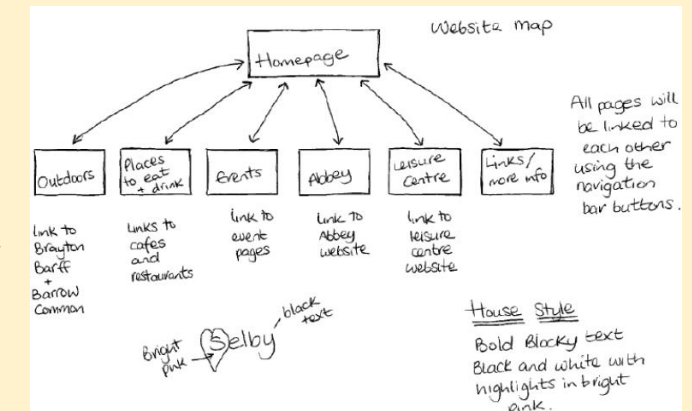 Website map
Homepage
All pages will
be linked to
each other
using the
navigation
bar buttons.
Outdoors
Places
to eat
+ drink
Events
Abbey
Leisure
Centre
Links/
more info
link to
Brayton
Barff
+
Barrow
Common
Links to
cafes
and
restaurants
link to
event
pages
link to
Abbey
website
link to
leisure
centre
website
Bright
pink
Selby
black
text
House Style
Bold Blocky text
Black and white with
highlights in bright
pink.